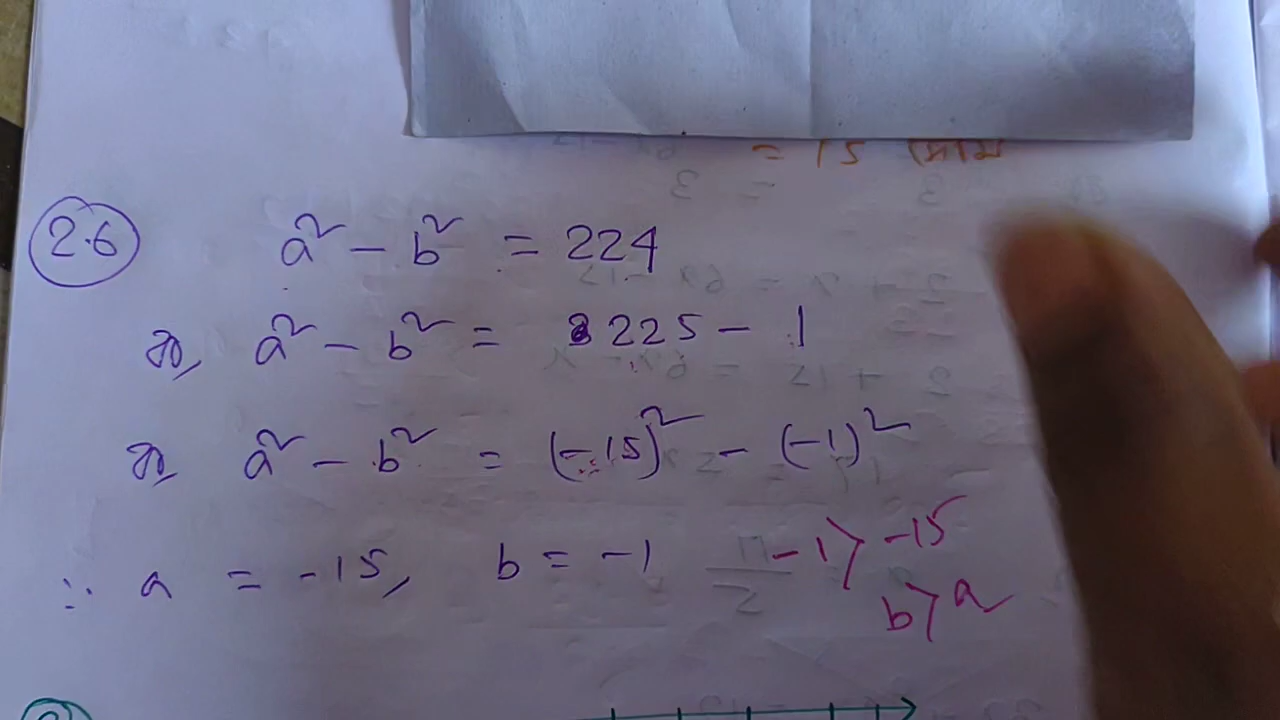 = 15 টাকা
2.6 a² - b² = 224
বা, a² - b² = 225 - 1
বা, a² - b² = (-15)² - (-1)²
∴ a = -15, b = -1 -1 > -15
b > a